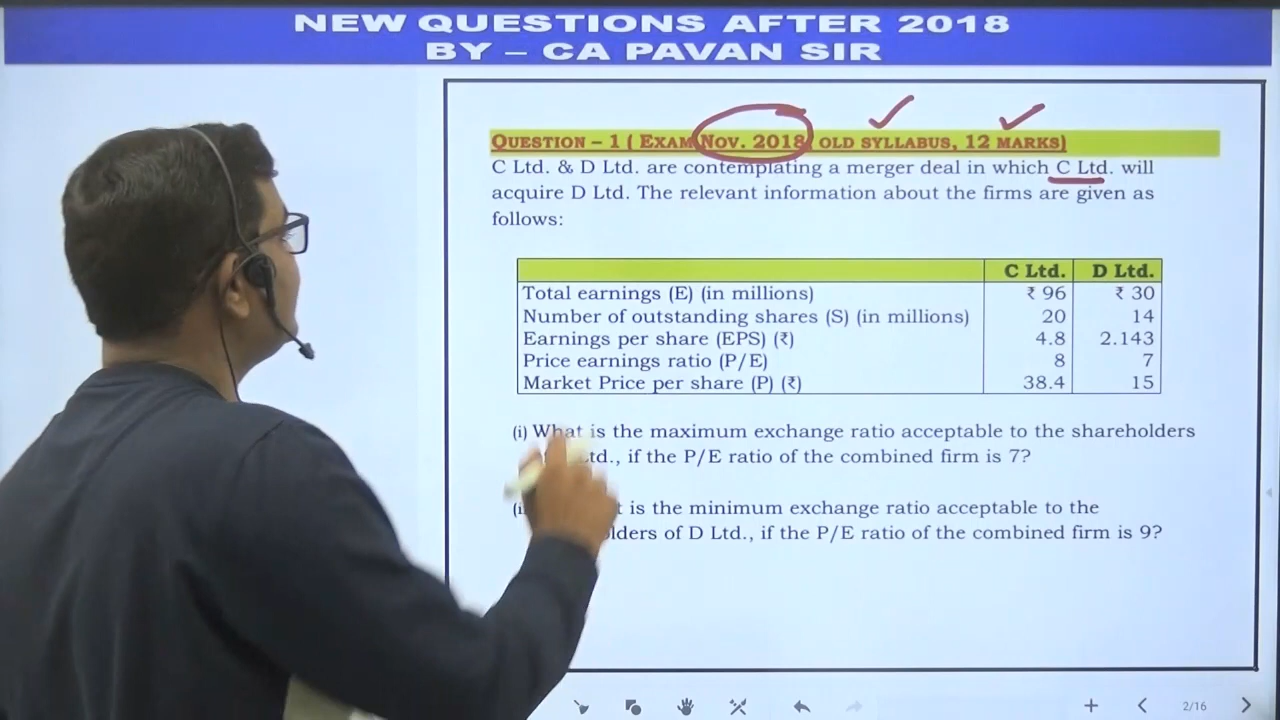 NEW QUESTIONS AFTER 2018
BY – CA PAVAN SIR
QUESTION – 1 ( EXAM NOV. 2018 OLD SYLLABUS, 12 MARKS)
C Ltd. & D Ltd. are contemplating a merger deal in which C Ltd. will
acquire D Ltd. The relevant information about the firms are given as
follows:
C Ltd. D Ltd.
Total earnings (E) (in millions) ₹ 96 ₹ 30
Number of outstanding shares (S) (in millions) 20 14
Earnings per share (EPS) (₹) 4.8 2.143
Price earnings ratio (P/E) 8 7
Market Price per share (P) (₹) 38.4 15
(i) What is the maximum exchange ratio acceptable to the shareholders
if the P/E ratio of the combined firm is 7?
is the minimum exchange ratio acceptable to the
of D Ltd., if the P/E ratio of the combined firm is 9?
2/16